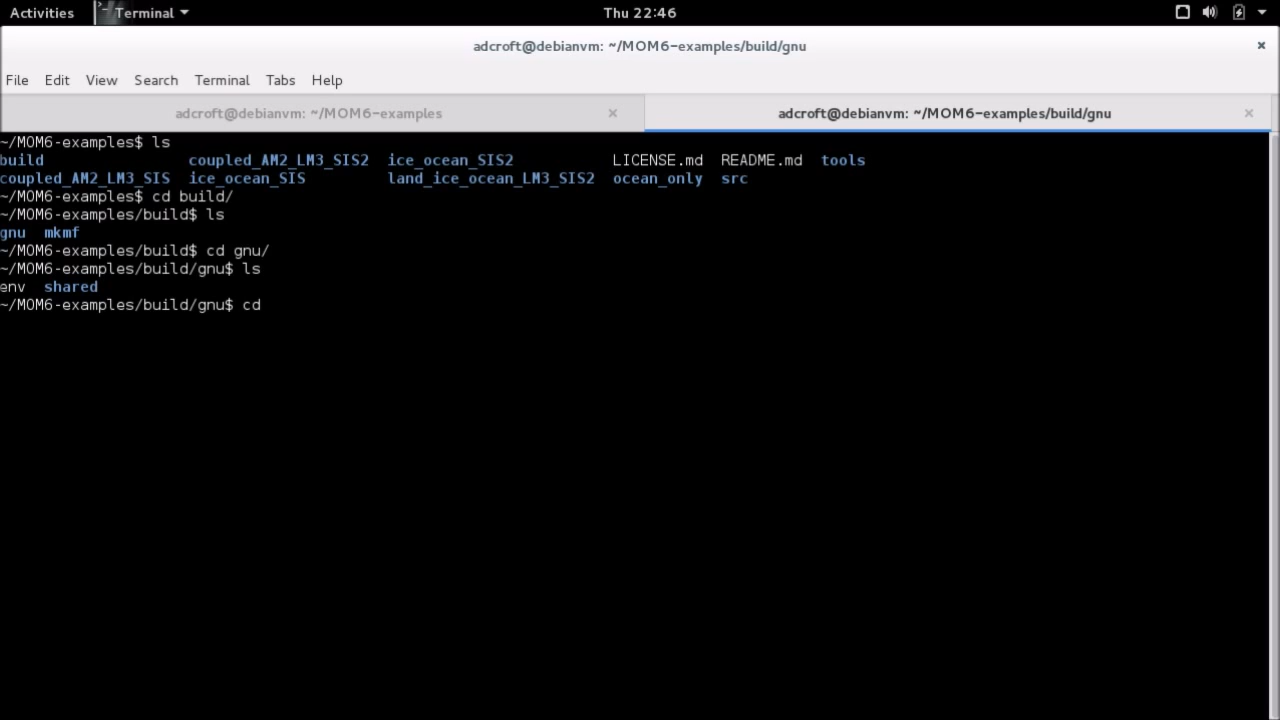 Activities Terminal Thu 22:46
adcroft@debianvm: ~/MOM6-examples/build/gnu
File Edit View Search Terminal Tabs Help
adcroft@debianvm: ~/MOM6-examples adcroft@debianvm: ~/MOM6-examples/build/gnu
~/MOM6-examples$ ls
build coupled_AM2_LM3_SIS2 ice_ocean_SIS2 LICENSE.md README.md tools
coupled_AM2_LM3_SIS ice_ocean_SIS land_ice_ocean_LM3_SIS2 ocean_only src
~/MOM6-examples$ cd build/
~/MOM6-examples/build$ ls
gnu mkmf
~/MOM6-examples/build$ cd gnu/
~/MOM6-examples/build/gnu$ ls
env shared
~/MOM6-examples/build/gnu$ cd